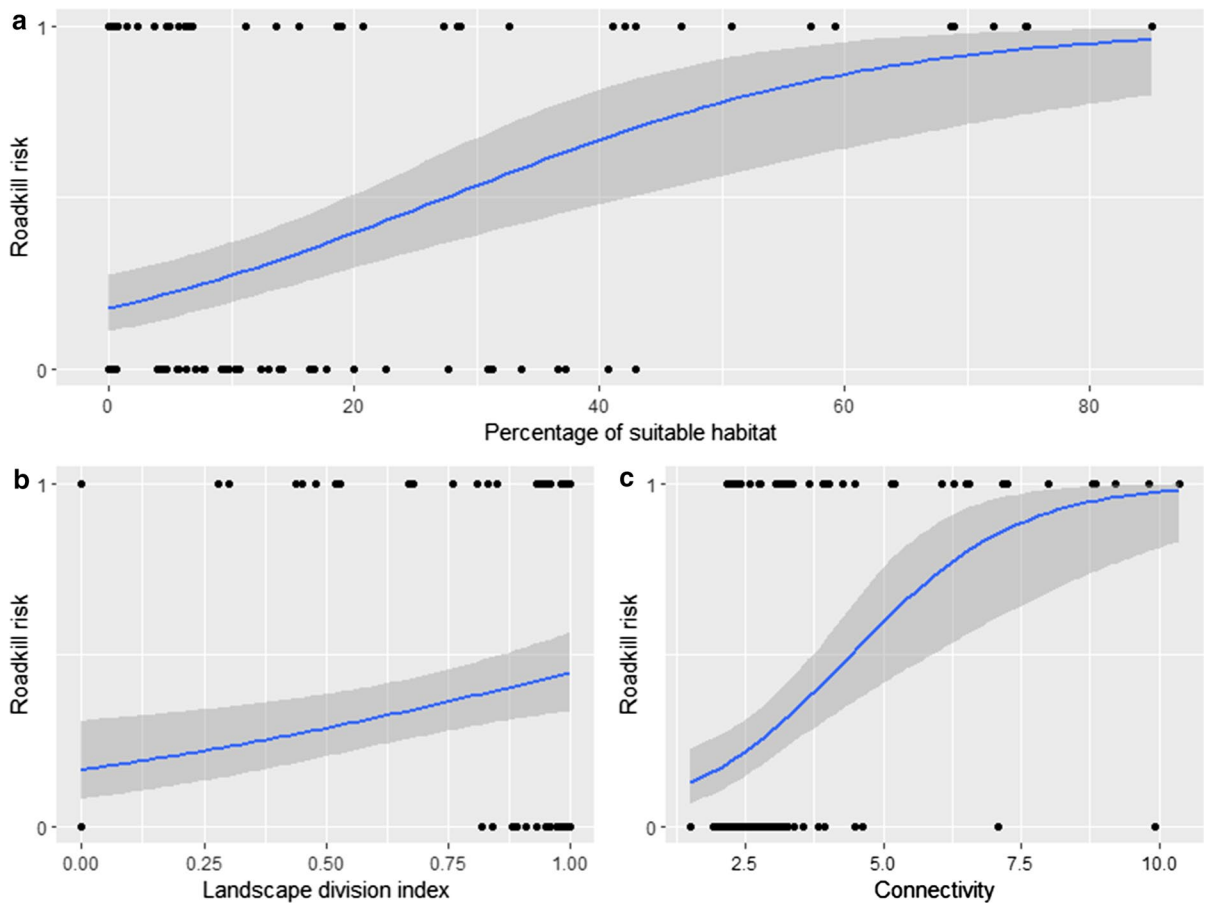 a
1
Roadkill risk
0
0 20 40 60 80
Percentage of suitable habitat
b
1
Roadkill risk
0
0.00 0.25 0.50 0.75 1.00
Landscape division index
c
1
Roadkill risk
0
2.5 5.0 7.5 10.0
Connectivity